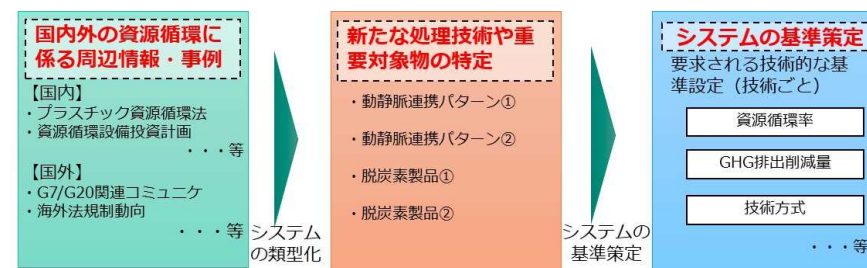 国内外の資源循環に
係る周辺情報・事例
【国内】
・プラスチック資源循環法
・資源循環設備投資計画
・・・等
【国外】
・G7/G20関連コミュニケ
・海外法規制動向
・・・等
システム
の類型化
新たな処理技術や重
要対象物の特定
・動静脈連携パターン①
・動静脈連携パターン②
・脱炭素製品①
・脱炭素製品②
システムの
基準策定
システムの基準策定
要求される技術的な基
準設定（技術ごと）
資源循環率
GHG排出削減量
技術方式
・・・等